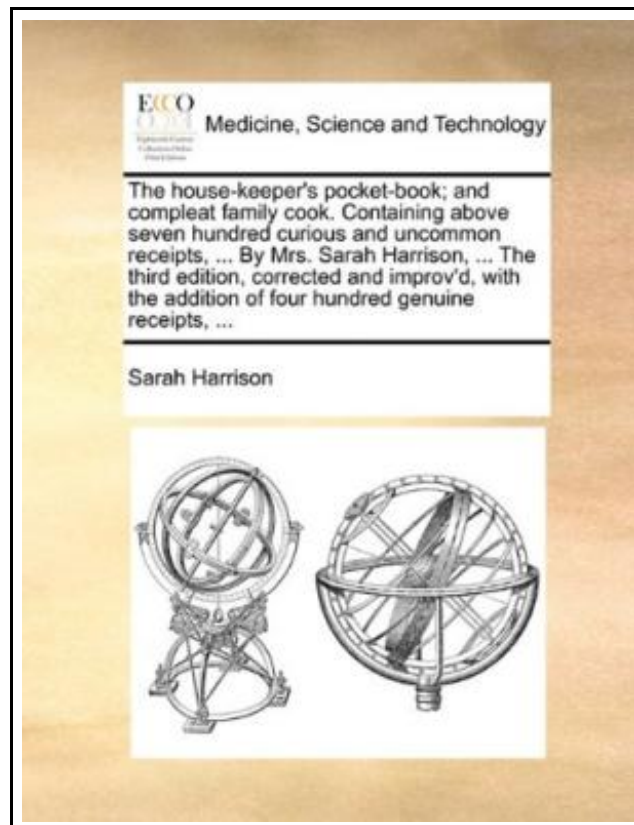 ECCO
Medicine, Science and Technology
The house-keeper's pocket-book; and
compleat family cook. Containing above
seven hundred curious and uncommon
receipts, ... By Mrs. Sarah Harrison, ... The
third edition, corrected and improv'd, with
the addition of four hundred genuine
receipts, ...
Sarah Harrison